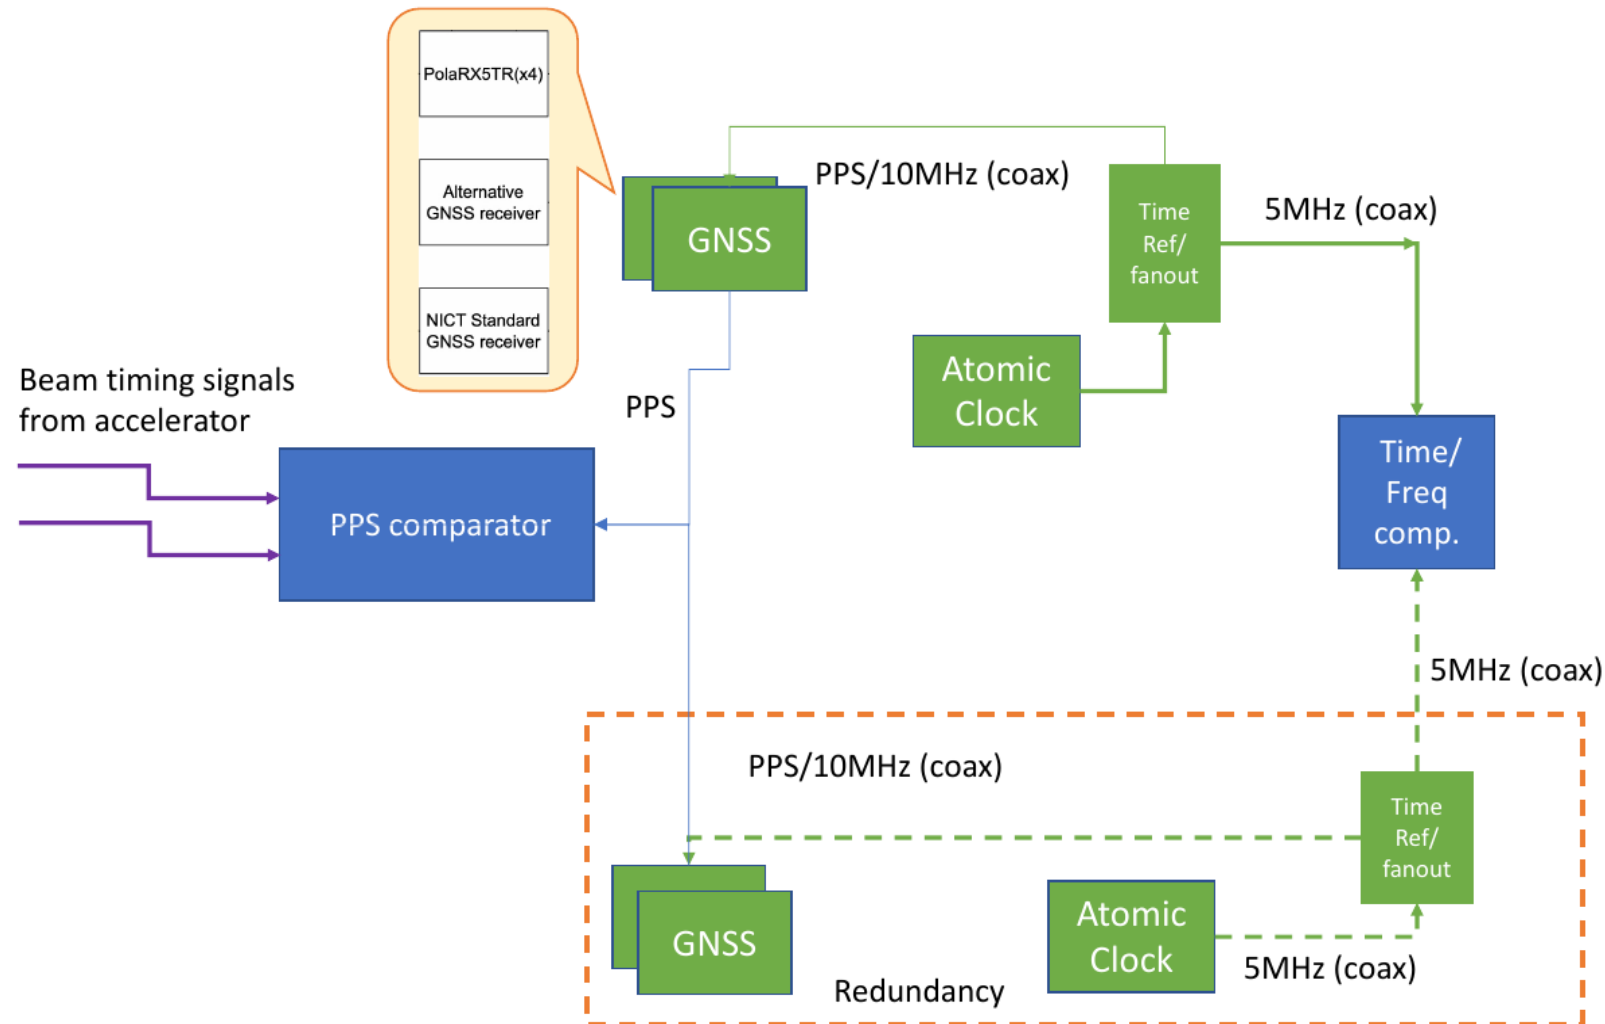 PolaRX5TR(x4)
Alternative
GNSS receiver
NICT Standard
GNSS receiver
GNSS
PPS/10MHz (coax)
Time
Ref/
fanout
5MHz (coax)
Atomic
Clock
Beam timing signals
from accelerator
PPS
PPS comparator
Time/
Freq
comp.
5MHz (coax)
PPS/10MHz (coax)
Time
Ref/
fanout
GNSS
Atomic
Clock
5MHz (coax)
Redundancy